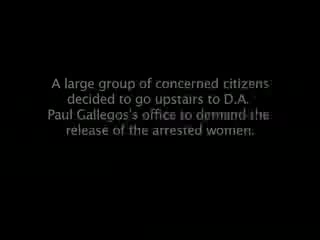 A large group of concerned citizens
decided to go upstairs to D.A.
Paul Gallegos's office to demand the
release of the arrested women.